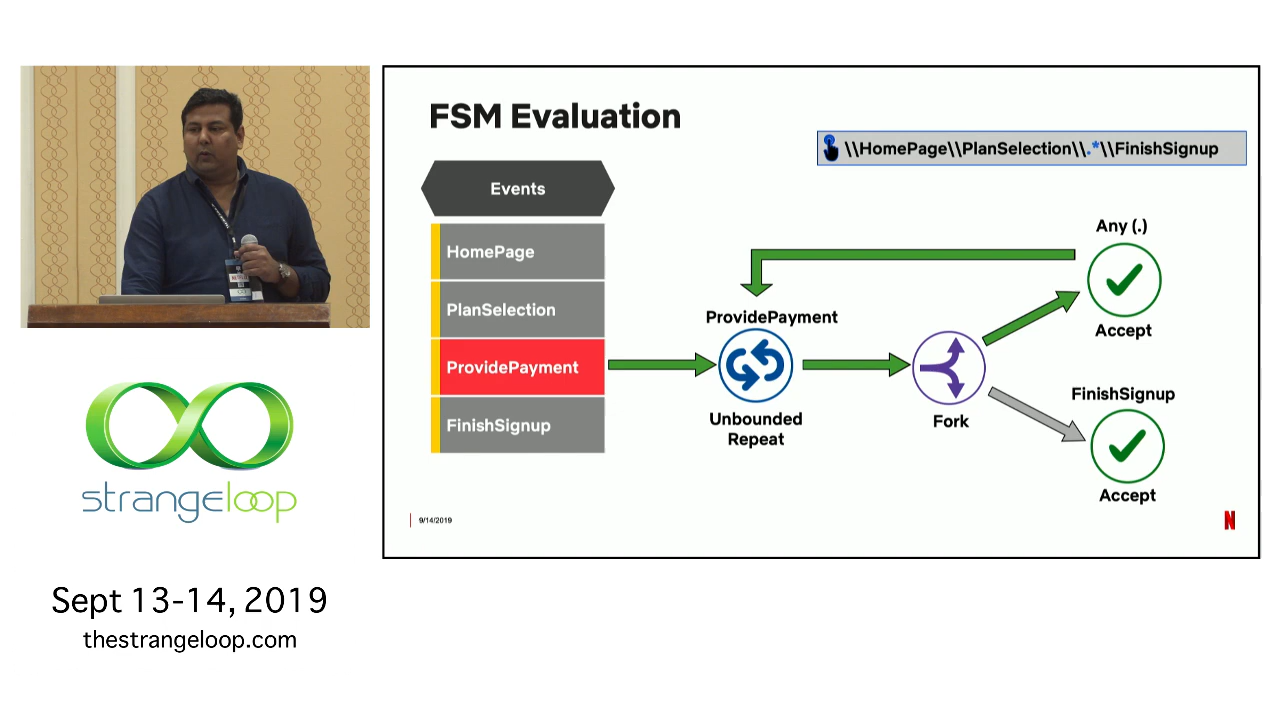 FSM Evaluation
\\HomePage\\PlanSelection\\.*\\FinishSignup
Events
HomePage
PlanSelection
ProvidePayment
FinishSignup
ProvidePayment
Unbounded
Repeat
Fork
Any (.)
Accept
FinishSignup
Accept
9/14/2019
N
strangeloop
Sept 13-14, 2019
thestrangeloop.com